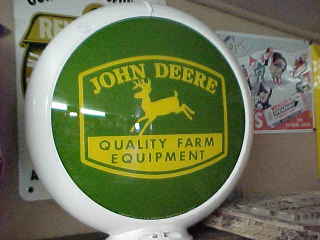 JOHN DEERE
QUALITY FARM
EQUIPMENT